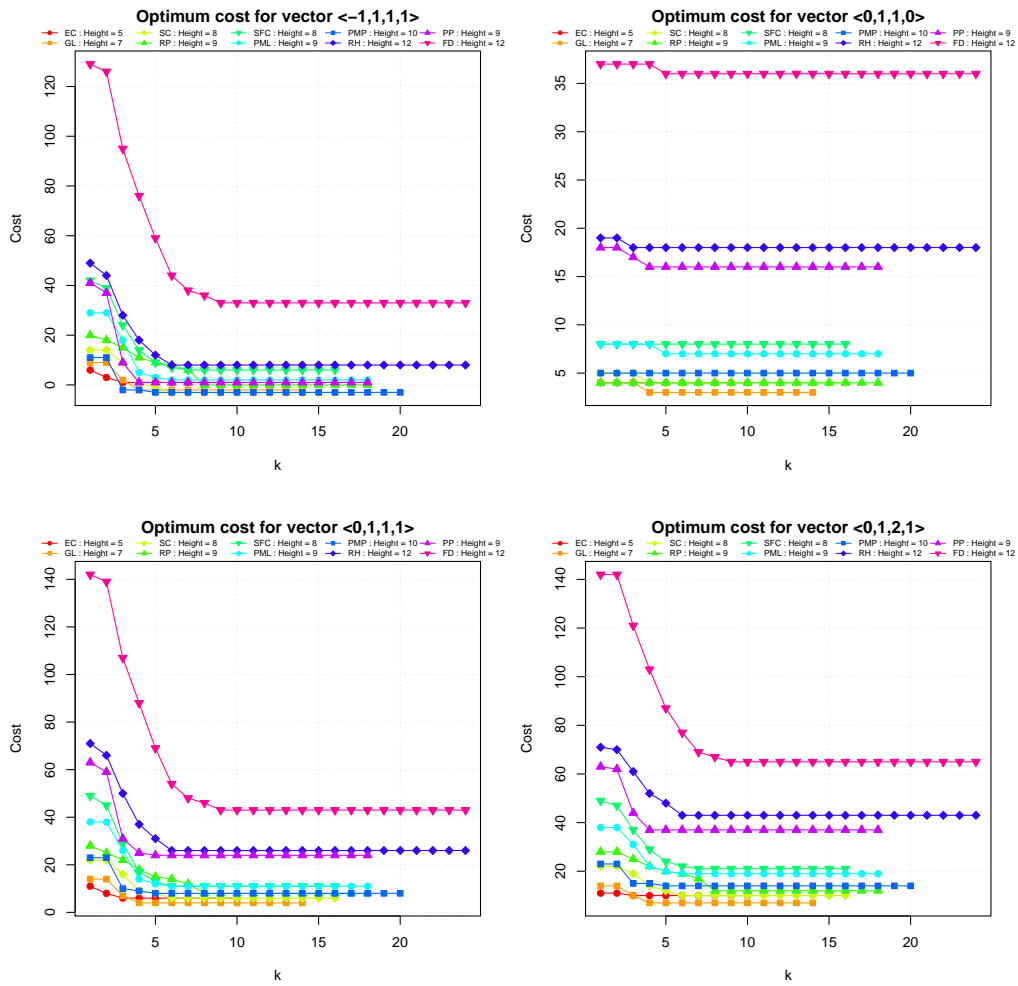 Optimum cost for vector <−1,1,1,1>
EC : Height = 5 SC : Height = 8 SFC : Height = 8 PMP : Height = 10 PP : Height = 9
GL : Height = 7 RP : Height = 9 PML : Height = 9 RH : Height = 12 FD : Height = 12
120
100
80
60
40
20
0
Cost
5 10 15 20
k
Optimum cost for vector <0,1,1,0>
EC : Height = 5 SC : Height = 8 SFC : Height = 8 PMP : Height = 10 PP : Height = 9
GL : Height = 7 RP : Height = 9 PML : Height = 9 RH : Height = 12 FD : Height = 12
35
30
25
20
15
10
5
Cost
5 10 15 20
k
Optimum cost for vector <0,1,1,1>
EC : Height = 5 SC : Height = 8 SFC : Height = 8 PMP : Height = 10 PP : Height = 9
GL : Height = 7 RP : Height = 9 PML : Height = 9 RH : Height = 12 FD : Height = 12
140
120
100
80
60
40
20
0
Cost
5 10 15 20
k
Optimum cost for vector <0,1,2,1>
EC : Height = 5 SC : Height = 8 SFC : Height = 8 PMP : Height = 10 PP : Height = 9
GL : Height = 7 RP : Height = 9 PML : Height = 9 RH : Height = 12 FD : Height = 12
140
120
100
80
60
40
20
Cost
5 10 15 20
k